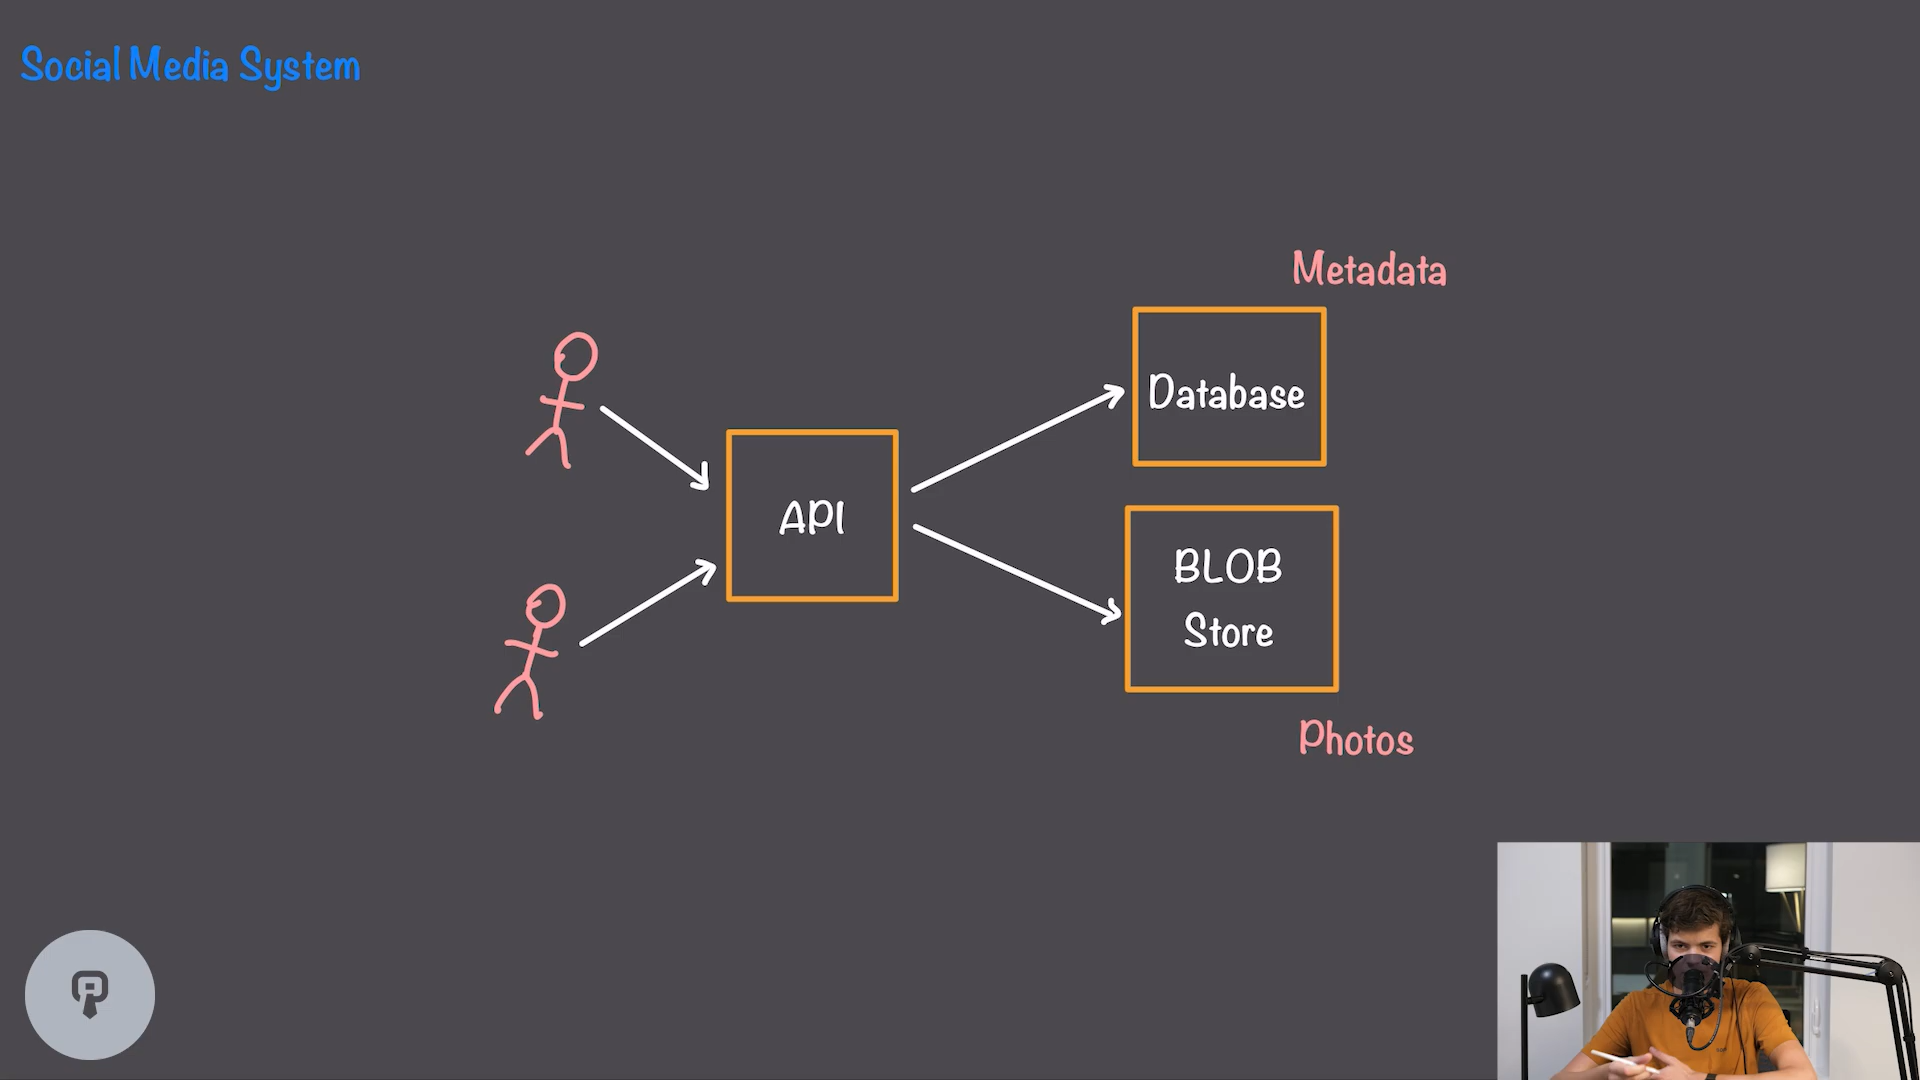 Social Media System
Metadata
Database
API
BLOB
Store
Photos